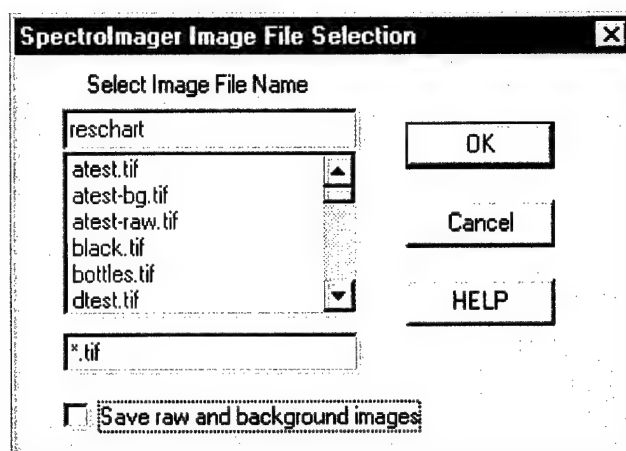 SpectroImager Image File Selection
Select Image File Name
reschart
OK
atest.tif
atest-bg.tif
atest-raw.tif
black.tif
bottles.tif
dtest.tif
Cancel
HELP
*.tif
Save raw and background images